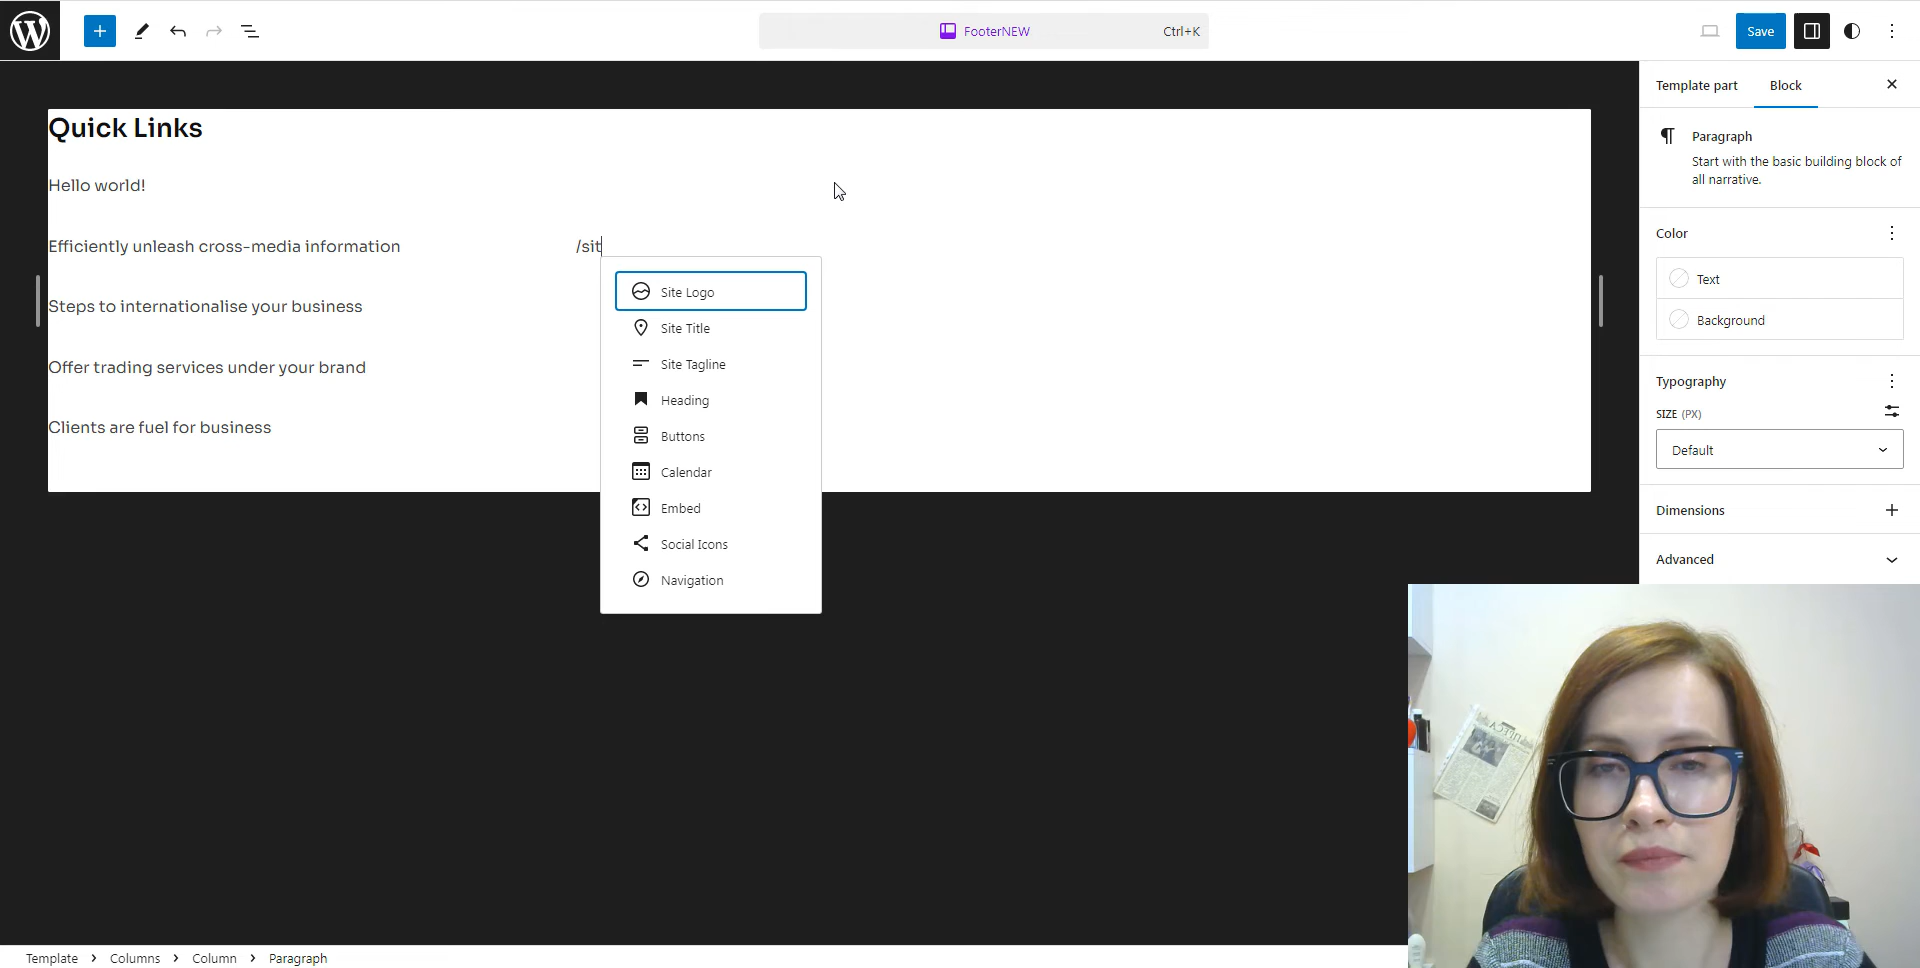 FooterNEW
Ctrl+K
Save
Template part
Block
Quick Links
Hello world!
Efficiently unleash cross-media information
Steps to internationalise your business
Offer trading services under your brand
Clients are fuel for business
/sit
Site Logo
Site Title
Site Tagline
Heading
Buttons
Calendar
Embed
Social Icons
Navigation
Paragraph
Start with the basic building block of
all narrative.
Color
Text
Background
Typography
SIZE (PX)
Default
Dimensions
Advanced
Template > Columns > Column > Paragraph